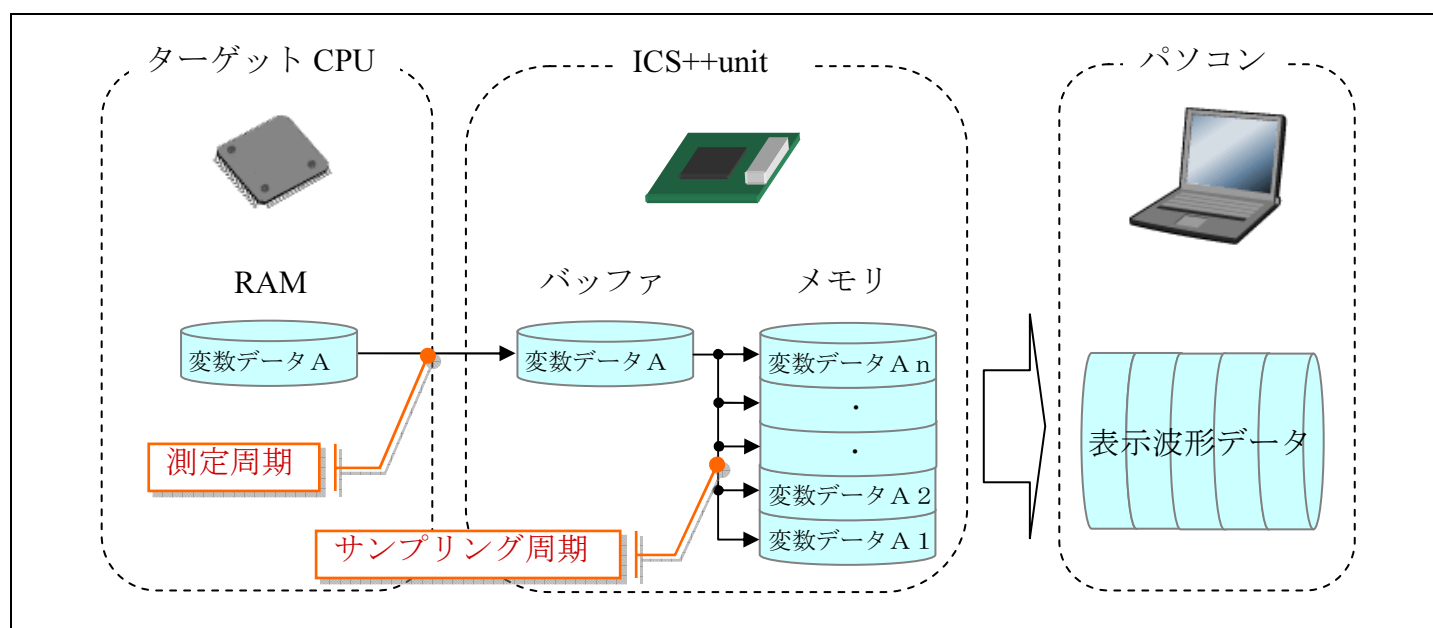 ターゲット CPU
ICS++unit
パソコン
RAM
バッファ
メモリ
変数データA
変数データA
変数データAn
・
・
変数データA2
変数データA1
測定周期
サンプリング周期
表示波形データ